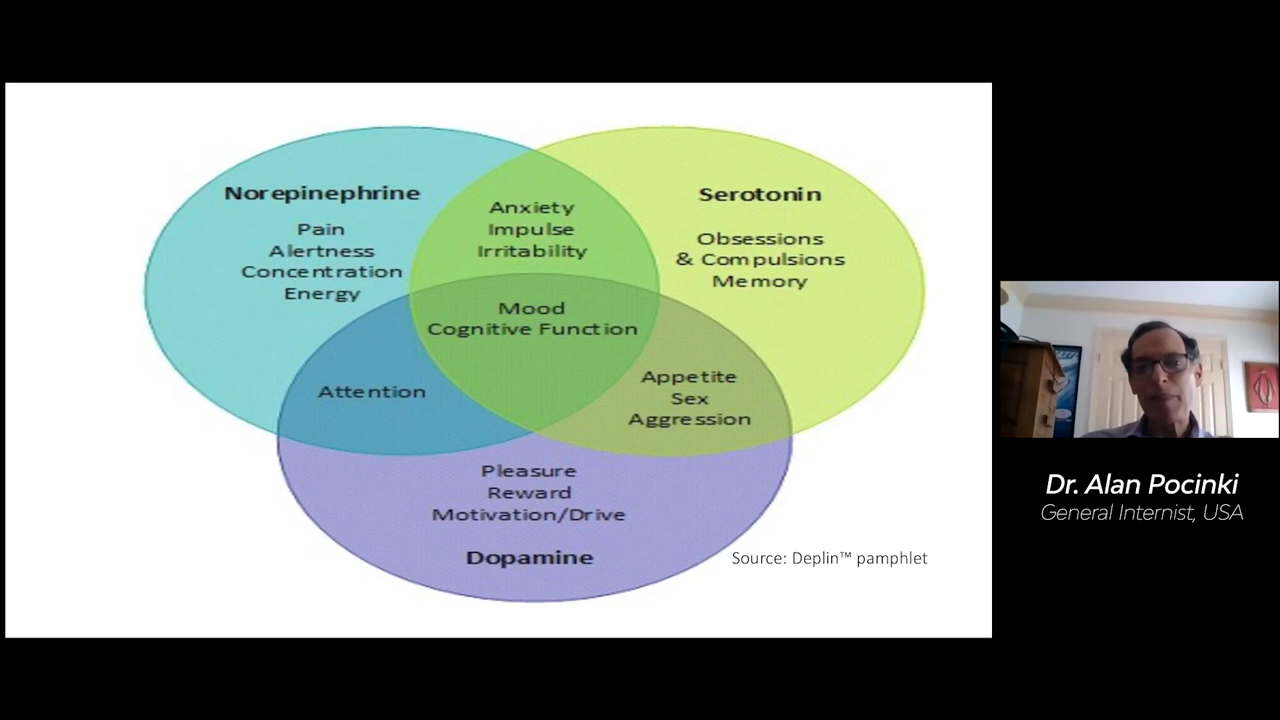 Norepinephrine
Pain
Alertness
Concentration
Energy
Anxiety
Impulse
Irritability
Serotonin
Obsessions
& Compulsions
Memory
Mood
Cognitive Function
Attention
Appetite
Sex
Aggression
Pleasure
Reward
Motivation/Drive
Dopamine
Source: Deplin™ pamphlet
Dr. Alan Pocinki
General Internist, USA